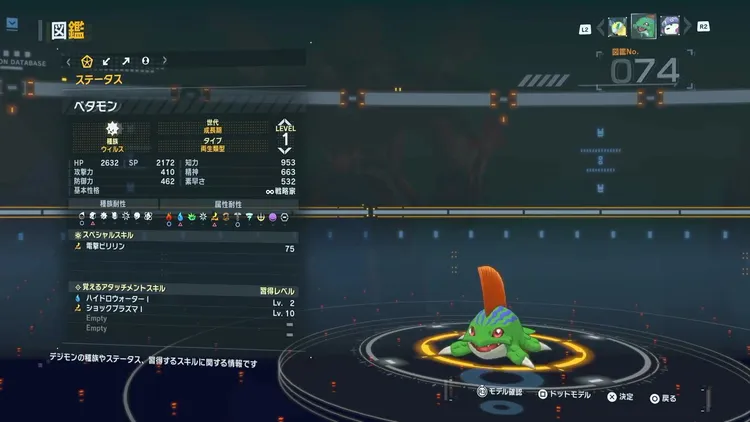 図鑑
ON DATABASE
L2
R2
図鑑No.
074
ステータス
ベタモン
種族
ウイルス
世代
成長期
タイプ
再生類型
LEVEL
1
HP 2632 SP 2172 知力 953
攻撃力 410 精神 663
防御力 462 素早さ 532
基本性格 ∞戦略家
種族耐性 属性耐性
スペシャルスキル
電撃ビリリン 75
覚えるアタッチメントスキル 習得レベル
ハイドロウォーターⅠ Lv. 2
ショックプラズマⅠ Lv. 10
Empty
Empty
デジモンの種族やステータス、習得するスキルに関する情報です
R3 モデル確認 ドットモデル 決定 戻る